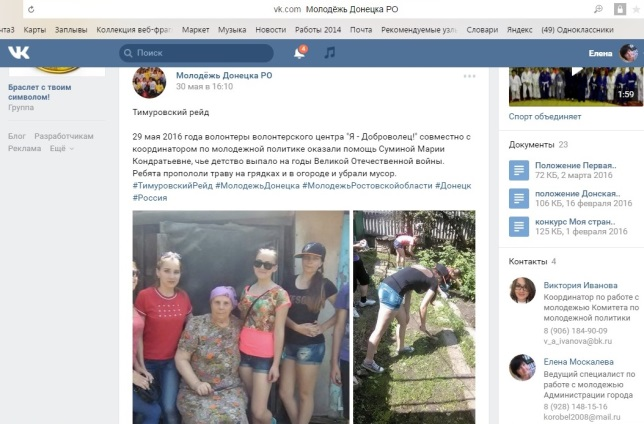 vk.com Молодёжь Донецка РО
Карты Заплывы Коллекция веб-фраг Маркет Музыка Новости Работы 2014 Почта Рекомендуемые узлы Словари Яндекс (49) Одноклассники
Поиск
Елена
Браслет с твоим
символом!
Группа
Блог Разработчикам
Реклама Ещё
Молодёжь Донецка РО
30 мая в 16:10
Тимуровский рейд
29 мая 2016 года волонтеры волонтерского центра "Я - Доброволец!" совместно с
координатором по молодежной политике оказали помощь Суминой Марии
Кондратьевне, чье детство выпало на годы Великой Отечественной войны.
Ребята пропололи траву на грядках и в огороде и убрали мусор.
#ТимуровскийРейд #МолодежьДонецка #МолодежьРостовскойобласти #Донецк
#Россия
1:59
Спорт объединяет
Документы 23
Положение Первая..
72 КБ, 2 марта 2016
положение Донская..
106 КБ, 16 февраля 2016
конкурс Моя стран..
125 КБ, 1 февраля 2016
Контакты 4
Виктория Иванова
Координатор по работе с
молодежью Комитета по
молодежной политики
8 (906) 184-90-09
v_a_ivanova@bk.ru
Елена Москалева
Ведущий специалист по
работе с молодежью
Администрации города
8 (928) 148-15-16
korobel2008@mail.ru